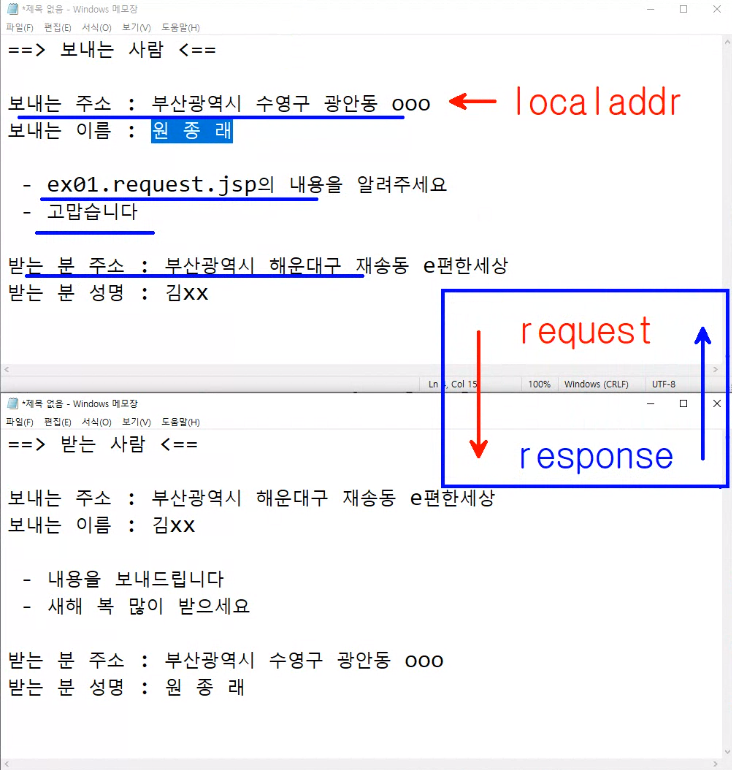 *제목 없음 - Windows 메모장
파일(F) 편집(E) 서식(O) 보기(V) 도움말(H)
==> 보내는 사람 <==
보내는 주소 : 부산광역시 수영구 광안동 ooo
localaddr
보내는 이름 : 원 종 래
- ex01.request.jsp의 내용을 알려주세요
- 고맙습니다
받는 분 주소 : 부산광역시 해운대구 재송동 e편한세상
받는 분 성명 : 김xx
request
Col 15
100%
Windows (CRLF)
UTF-8
*제목 없음 - Windows 메모장
파일(F) 편집(E) 서식(O) 보기(V) 도움말(H)
==> 받는 사람 <==
response
보내는 주소 : 부산광역시 해운대구 재송동 e편한세상
보내는 이름 : 김xx
- 내용을 보내드립니다
- 새해 복 많이 받으세요
받는 분 주소 : 부산광역시 수영구 광안동 ooo
받는 분 성명 : 원 종 래